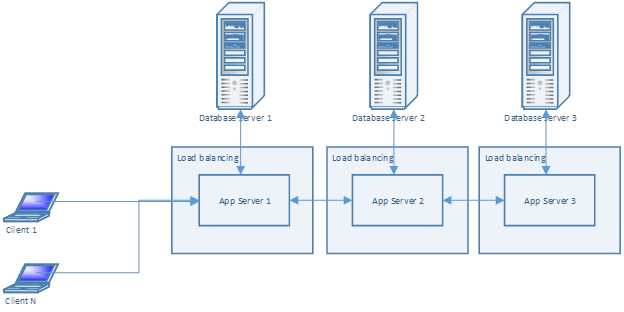 Database server 1
Database server 2
Database server 3
Load balancing
Load balancing
Load balancing
App Server 1
App Server 2
App Server 3
Client 1
Client N